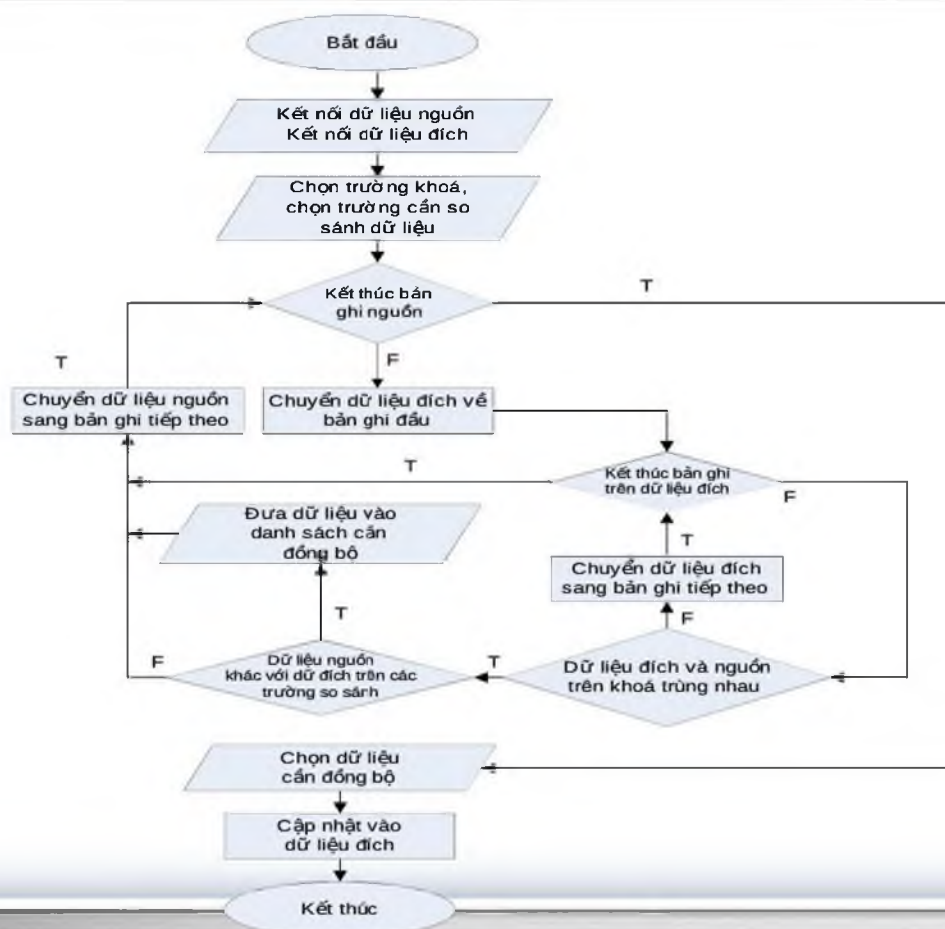 Bắt đầu
Kết nối dữ liệu nguồn
Kết nối dữ liệu đích
Chọn trường khoá,
chọn trường cần so
sánh dữ liệu
Kết thúc bản
ghi nguồn
T
F
T
Chuyển dữ liệu nguồn
sang bản ghi tiếp theo
Chuyển dữ liệu đích về
bản ghi đầu
T
Kết thúc bản ghi
trên dữ liệu đích
F
Đưa dữ liệu vào
danh sách cần
đồng bộ
T
Chuyển dữ liệu đích
sang bản ghi tiếp theo
T
F
F
Dữ liệu nguồn
khác với dữ đích trên các
trường so sánh
T
Dữ liệu đích và nguồn
trên khoá trùng nhau
Chọn dữ liệu
cần đồng bộ
Cập nhật vào
dữ liệu đích
Kết thúc